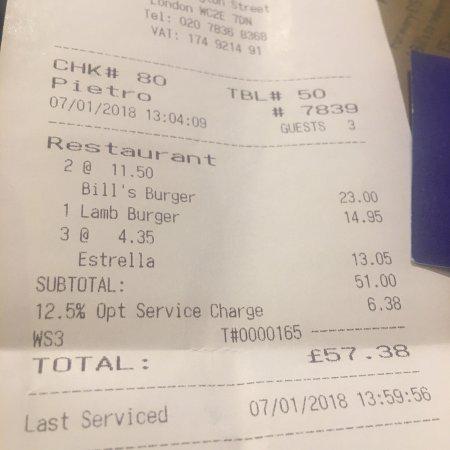 Street
London WC2E 7DN
Tel: 020 7836 8368
VAT: 174 9214 91
CHK# 80 TBL# 50
Pietro # 7839
07/01/2018 13:04:09 GUESTS 3
Restaurant
2 @ 11.50
Bill's Burger 23.00
1 Lamb Burger 14.95
3 @ 4.35
Estrella 13.05
SUBTOTAL: 51.00
12.5% Opt Service Charge 6.38
WS3 T#0000165
TOTAL: £57.38
Last Serviced 07/01/2018 13:59:56